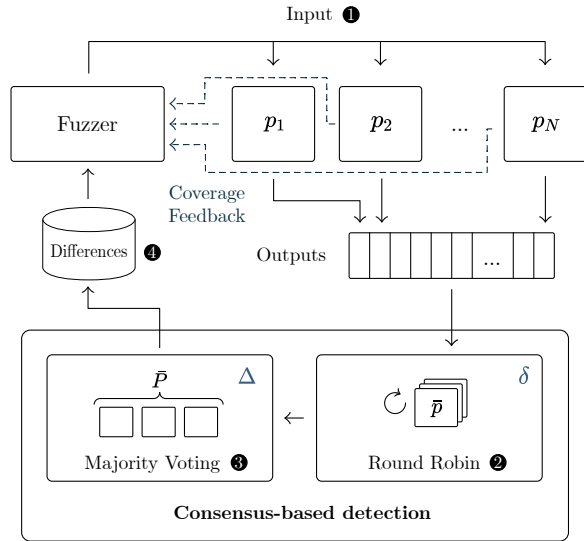 Input ❶
Fuzzer
p₁
p₂
...
p_N
Coverage
Feedback
Differences ❹
Outputs
...
Δ
P̄
Majority Voting ❸
δ
p̄
Round Robin ❷
Consensus-based detection